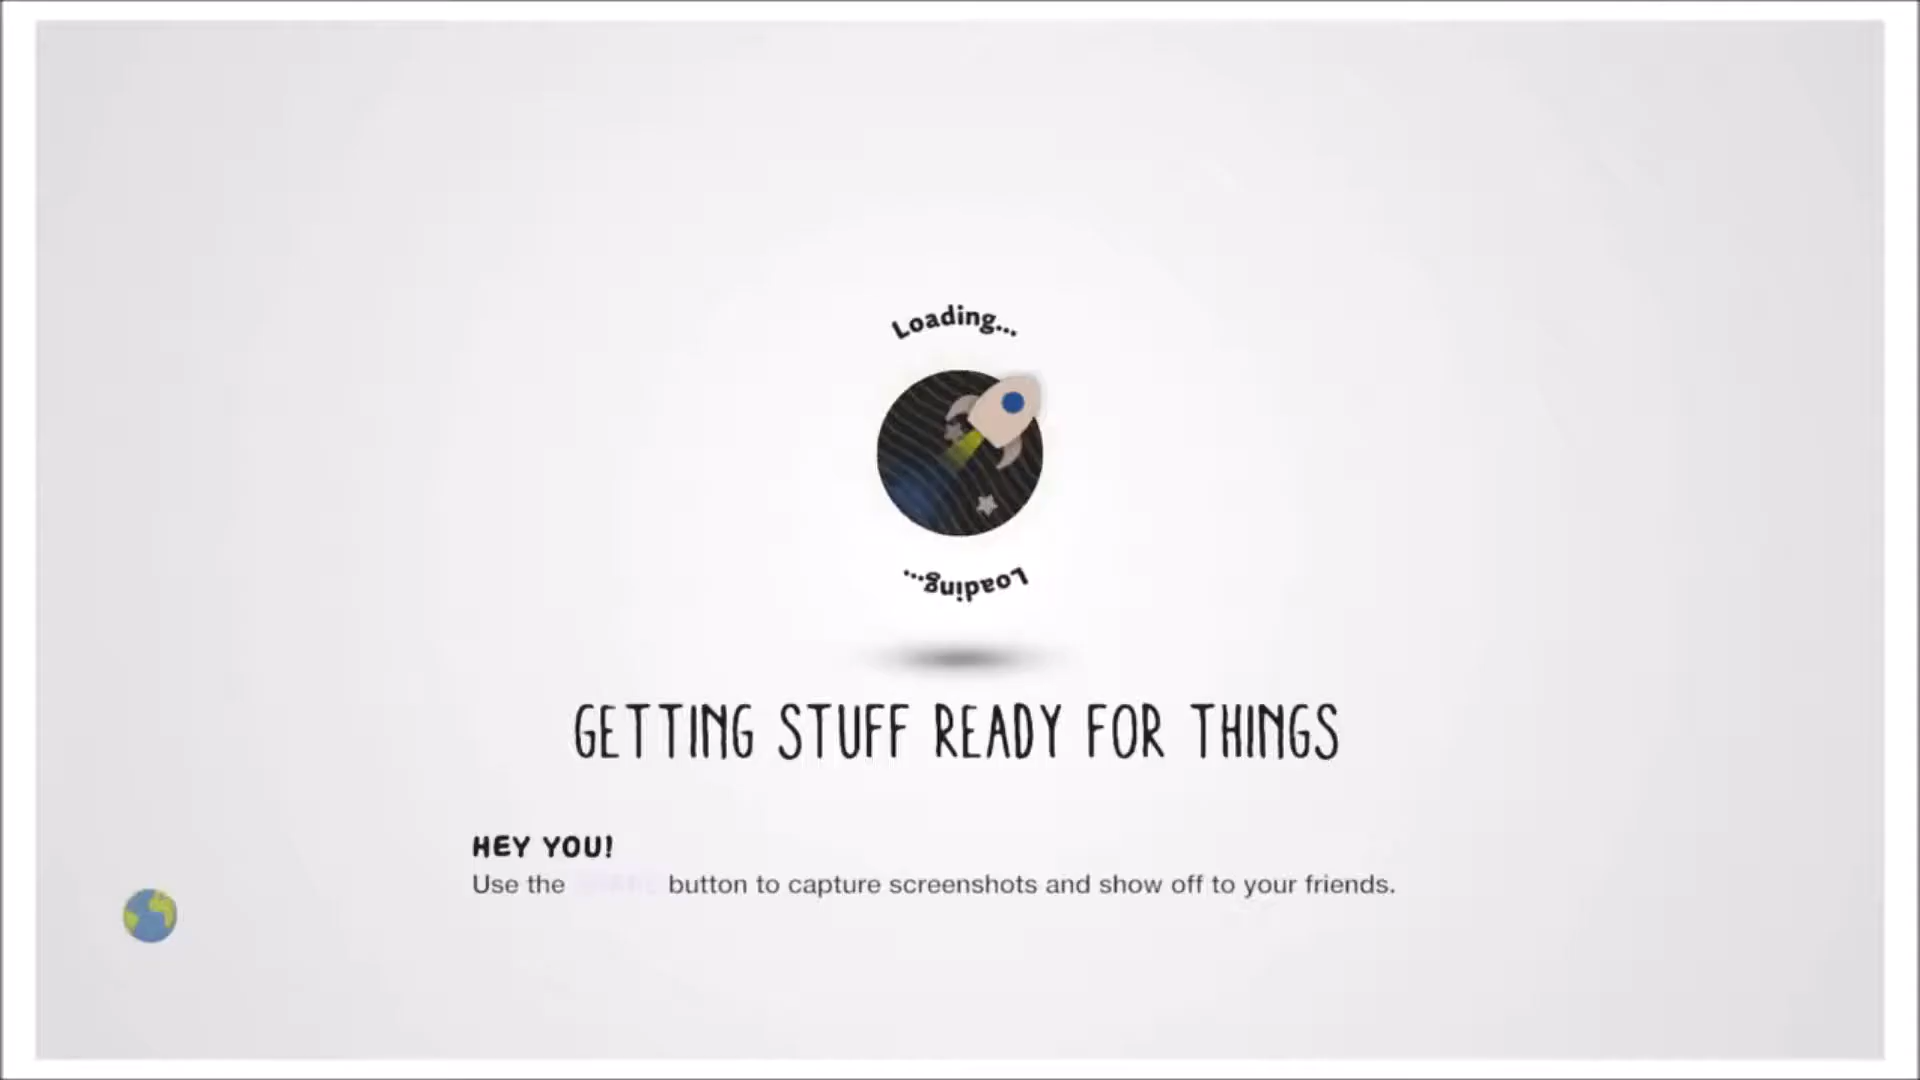 Loading...
Loading...
GETTING STUFF READY FOR THINGS
HEY YOU!
Use the button to capture screenshots and show off to your friends.